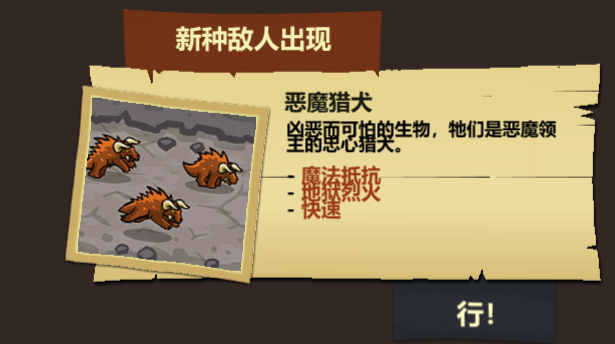 新种敌人出现
恶魔猎犬
凶恶而可怕的生物，牠们是恶魔领
主的忠心猎犬。
- 魔法抵抗
- 地狱烈火
- 快速
行!